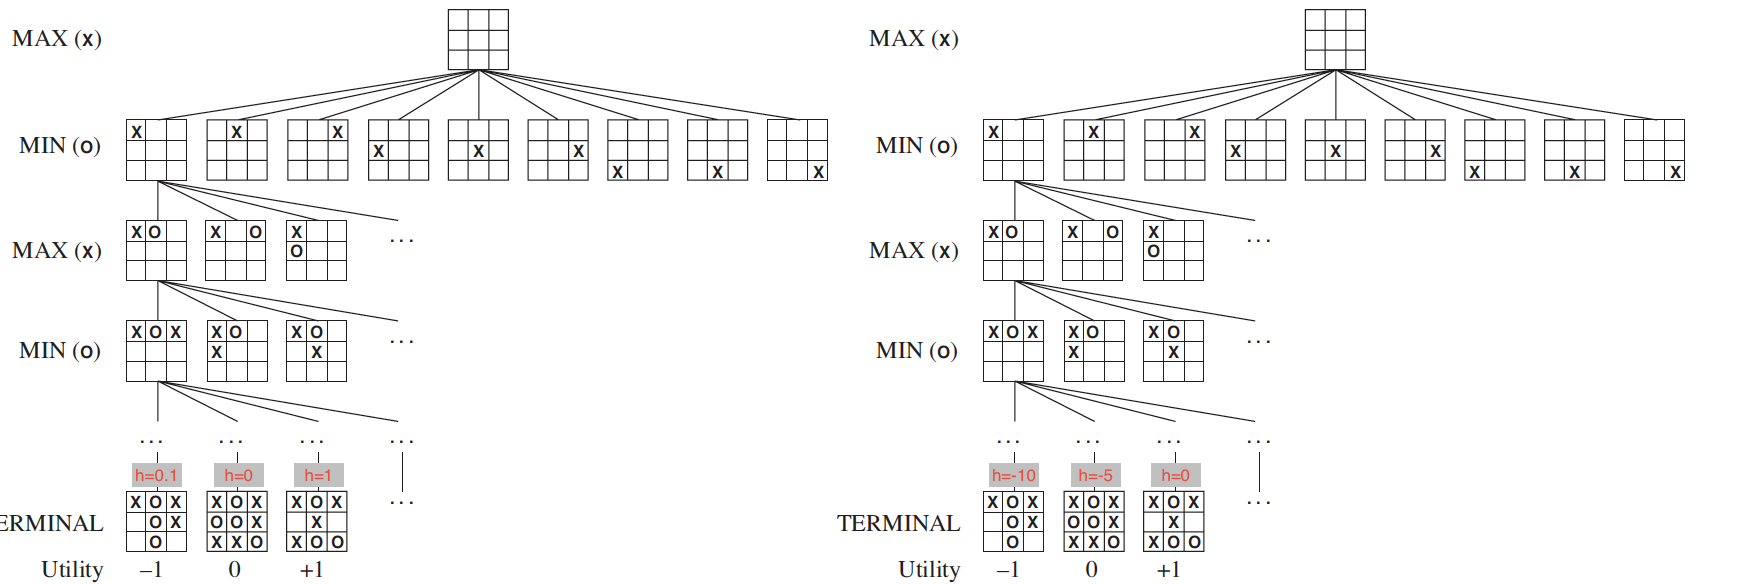 MAX (x)
MAX (x)
MIN (o)
X X X X X X X X X
MIN (o)
X X X X X X X X X
MAX (x)
X O
X O
X
O
...
MAX (x)
X O
X O
X
O
...
MIN (o)
X O X
X O
X
X O
X
...
MIN (o)
X O X
X O
X
X O
X
...
... ... ... ...
... ... ... ...
h=0.1 h=0 h=1
h=-10 h=-5 h=0
ERMINAL
X O X
O X
O
X O X
O O X
X X O
X O X
X
X O O
...
TERMINAL
X O X
O X
O
X O X
O O X
X X O
X O X
X
X O O
...
Utility –1 0 +1
Utility –1 0 +1